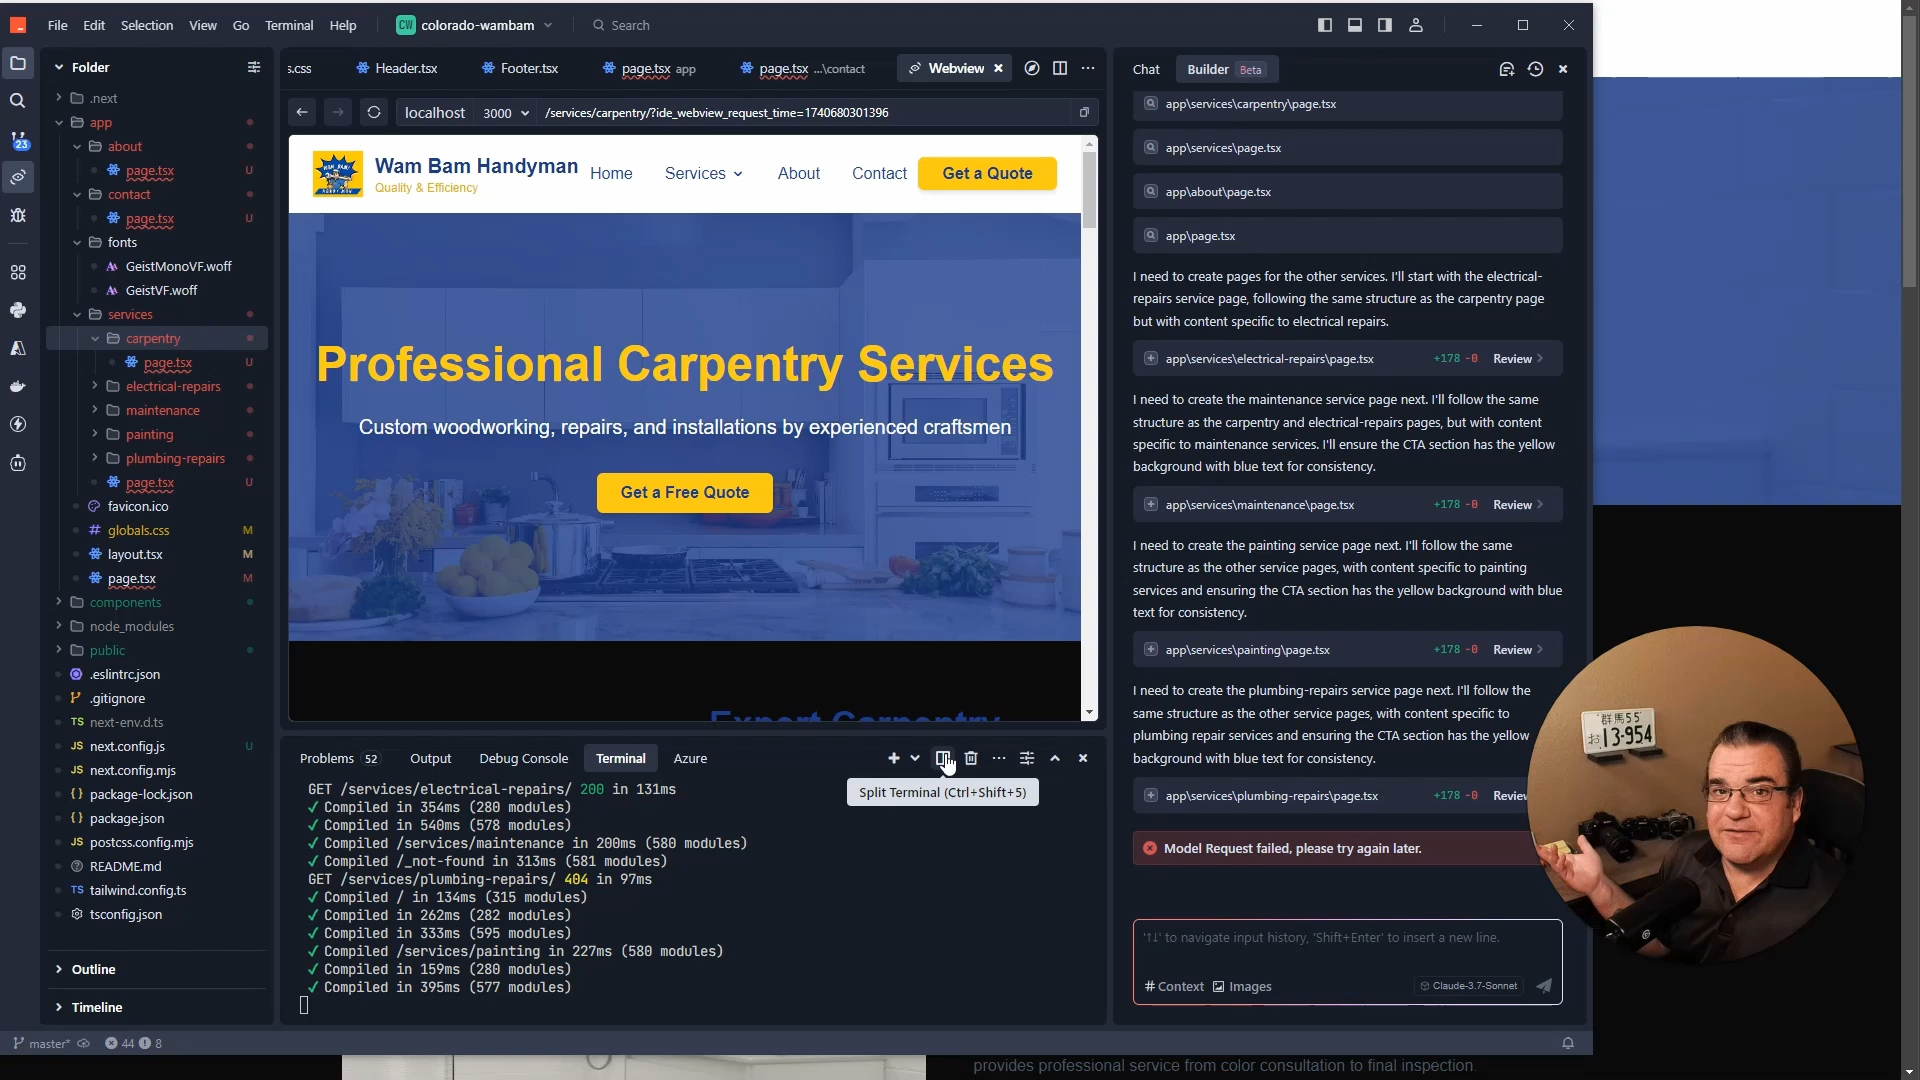 File Edit Selection View Go Terminal Help
CW colorado-wambam
Search
Folder
.next
app
about
page.tsx U
contact
page.tsx U
fonts
GeistMonoVF.woff
GeistVF.woff
services
carpentry
page.tsx U
electrical-repairs
maintenance
painting
plumbing-repairs
page.tsx U
favicon.ico
globals.css M
layout.tsx M
page.tsx M
components
node_modules
public
.eslintrc.json
.gitignore
TS next-env.d.ts
JS next.config.js U
JS next.config.mjs
{} package-lock.json
{} package.json
JS postcss.config.mjs
README.md
TS tailwind.config.ts
tsconfig.json
Outline
Timeline
23
s.css Header.tsx Footer.tsx page.tsx app page.tsx ...\contact Webview
localhost 3000 /services/carpentry/?ide_webview_request_time=1740680301396
Wam Bam Handyman
Quality & Efficiency
Home Services About Contact Get a Quote
Professional Carpentry Services
Custom woodworking, repairs, and installations by experienced craftsmen
Get a Free Quote
Expert Carpentry
Problems 52 Output Debug Console Terminal Azure
Split Terminal (Ctrl+Shift+5)
GET /services/electrical-repairs/ 200 in 131ms
✓ Compiled in 354ms (280 modules)
✓ Compiled in 540ms (578 modules)
✓ Compiled /services/maintenance in 200ms (580 modules)
✓ Compiled /_not-found in 313ms (581 modules)
GET /services/plumbing-repairs/ 404 in 97ms
✓ Compiled / in 134ms (315 modules)
✓ Compiled in 262ms (282 modules)
✓ Compiled in 333ms (595 modules)
✓ Compiled /services/painting in 227ms (580 modules)
✓ Compiled in 159ms (280 modules)
✓ Compiled in 395ms (577 modules)
Chat Builder Beta
app\services\carpentry\page.tsx
app\services\page.tsx
app\about\page.tsx
app\page.tsx
I need to create pages for the other services. I'll start with the electrical-
repairs service page, following the same structure as the carpentry page
but with content specific to electrical repairs.
app\services\electrical-repairs\page.tsx +178 -0 Review
I need to create the maintenance service page next. I'll follow the same
structure as the carpentry and electrical-repairs pages, but with content
specific to maintenance services. I'll ensure the CTA section has the yellow
background with blue text for consistency.
app\services\maintenance\page.tsx +178 -0 Review
I need to create the painting service page next. I'll follow the same
structure as the other service pages, with content specific to painting
services and ensuring the CTA section has the yellow background with blue
text for consistency.
app\services\painting\page.tsx +178 -0 Review
I need to create the plumbing-repairs service page next. I'll follow the
same structure as the other service pages, with content specific to
plumbing repair services and ensuring the CTA section has the yellow
background with blue text for consistency.
app\services\plumbing-repairs\page.tsx +178 -0 Review
Model Request failed, please try again later.
'↑↓' to navigate input history, 'Shift+Enter' to insert a new line.
# Context Images Claude-3.7-Sonnet
群馬55
お13-954
master* 44 8
provides professional service from color consultation to final inspection.